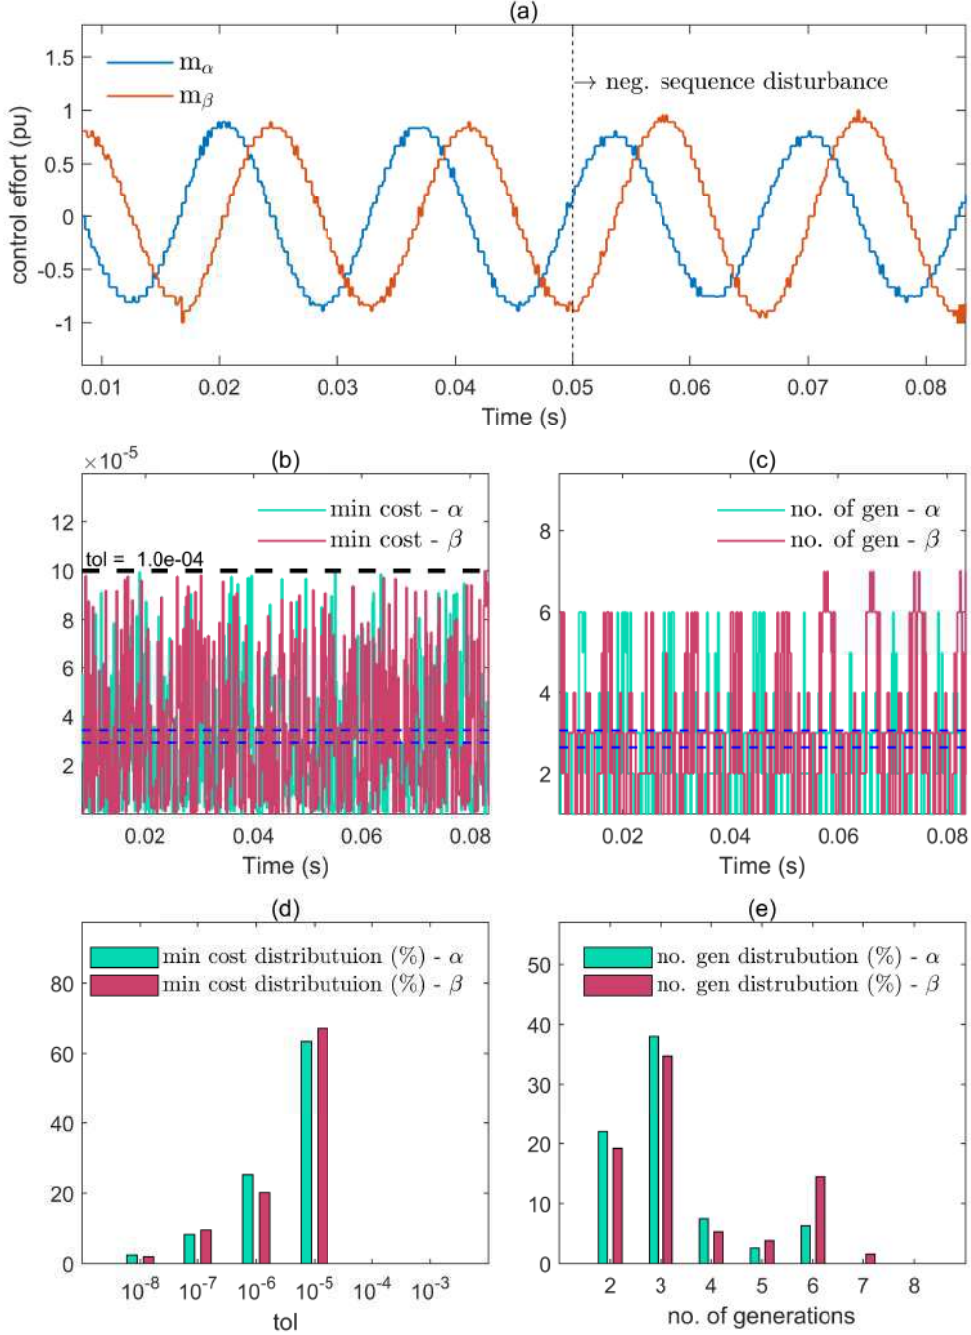 (a)
1.5
1
0.5
0
-0.5
-1
control effort (pu)
mα
mβ
→ neg. sequence disturbance
0.01 0.02 0.03 0.04 0.05 0.06 0.07 0.08
Time (s)
(b)
×10⁻⁵
min cost - α
min cost - β
tol = 1.0e-04
12
10
8
6
4
2
0.02 0.04 0.06 0.08
Time (s)
(c)
no. of gen - α
no. of gen - β
8
6
4
2
0.02 0.04 0.06 0.08
Time (s)
(d)
min cost distributuion (%) - α
min cost distributuion (%) - β
80
60
40
20
0
10⁻⁸ 10⁻⁷ 10⁻⁶ 10⁻⁵ 10⁻⁴ 10⁻³
tol
(e)
no. gen distrubution (%) - α
no. gen distrubution (%) - β
50
40
30
20
10
0
2 3 4 5 6 7 8
no. of generations